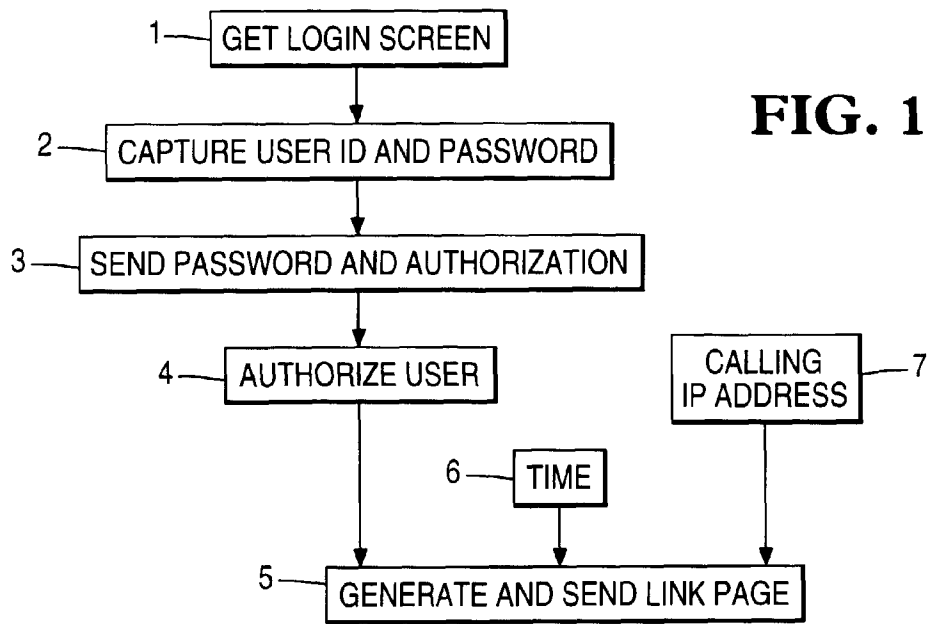 1
GET LOGIN SCREEN
FIG. 1
2
CAPTURE USER ID AND PASSWORD
3
SEND PASSWORD AND AUTHORIZATION
4
AUTHORIZE USER
CALLING
IP ADDRESS
7
6
TIME
5
GENERATE AND SEND LINK PAGE